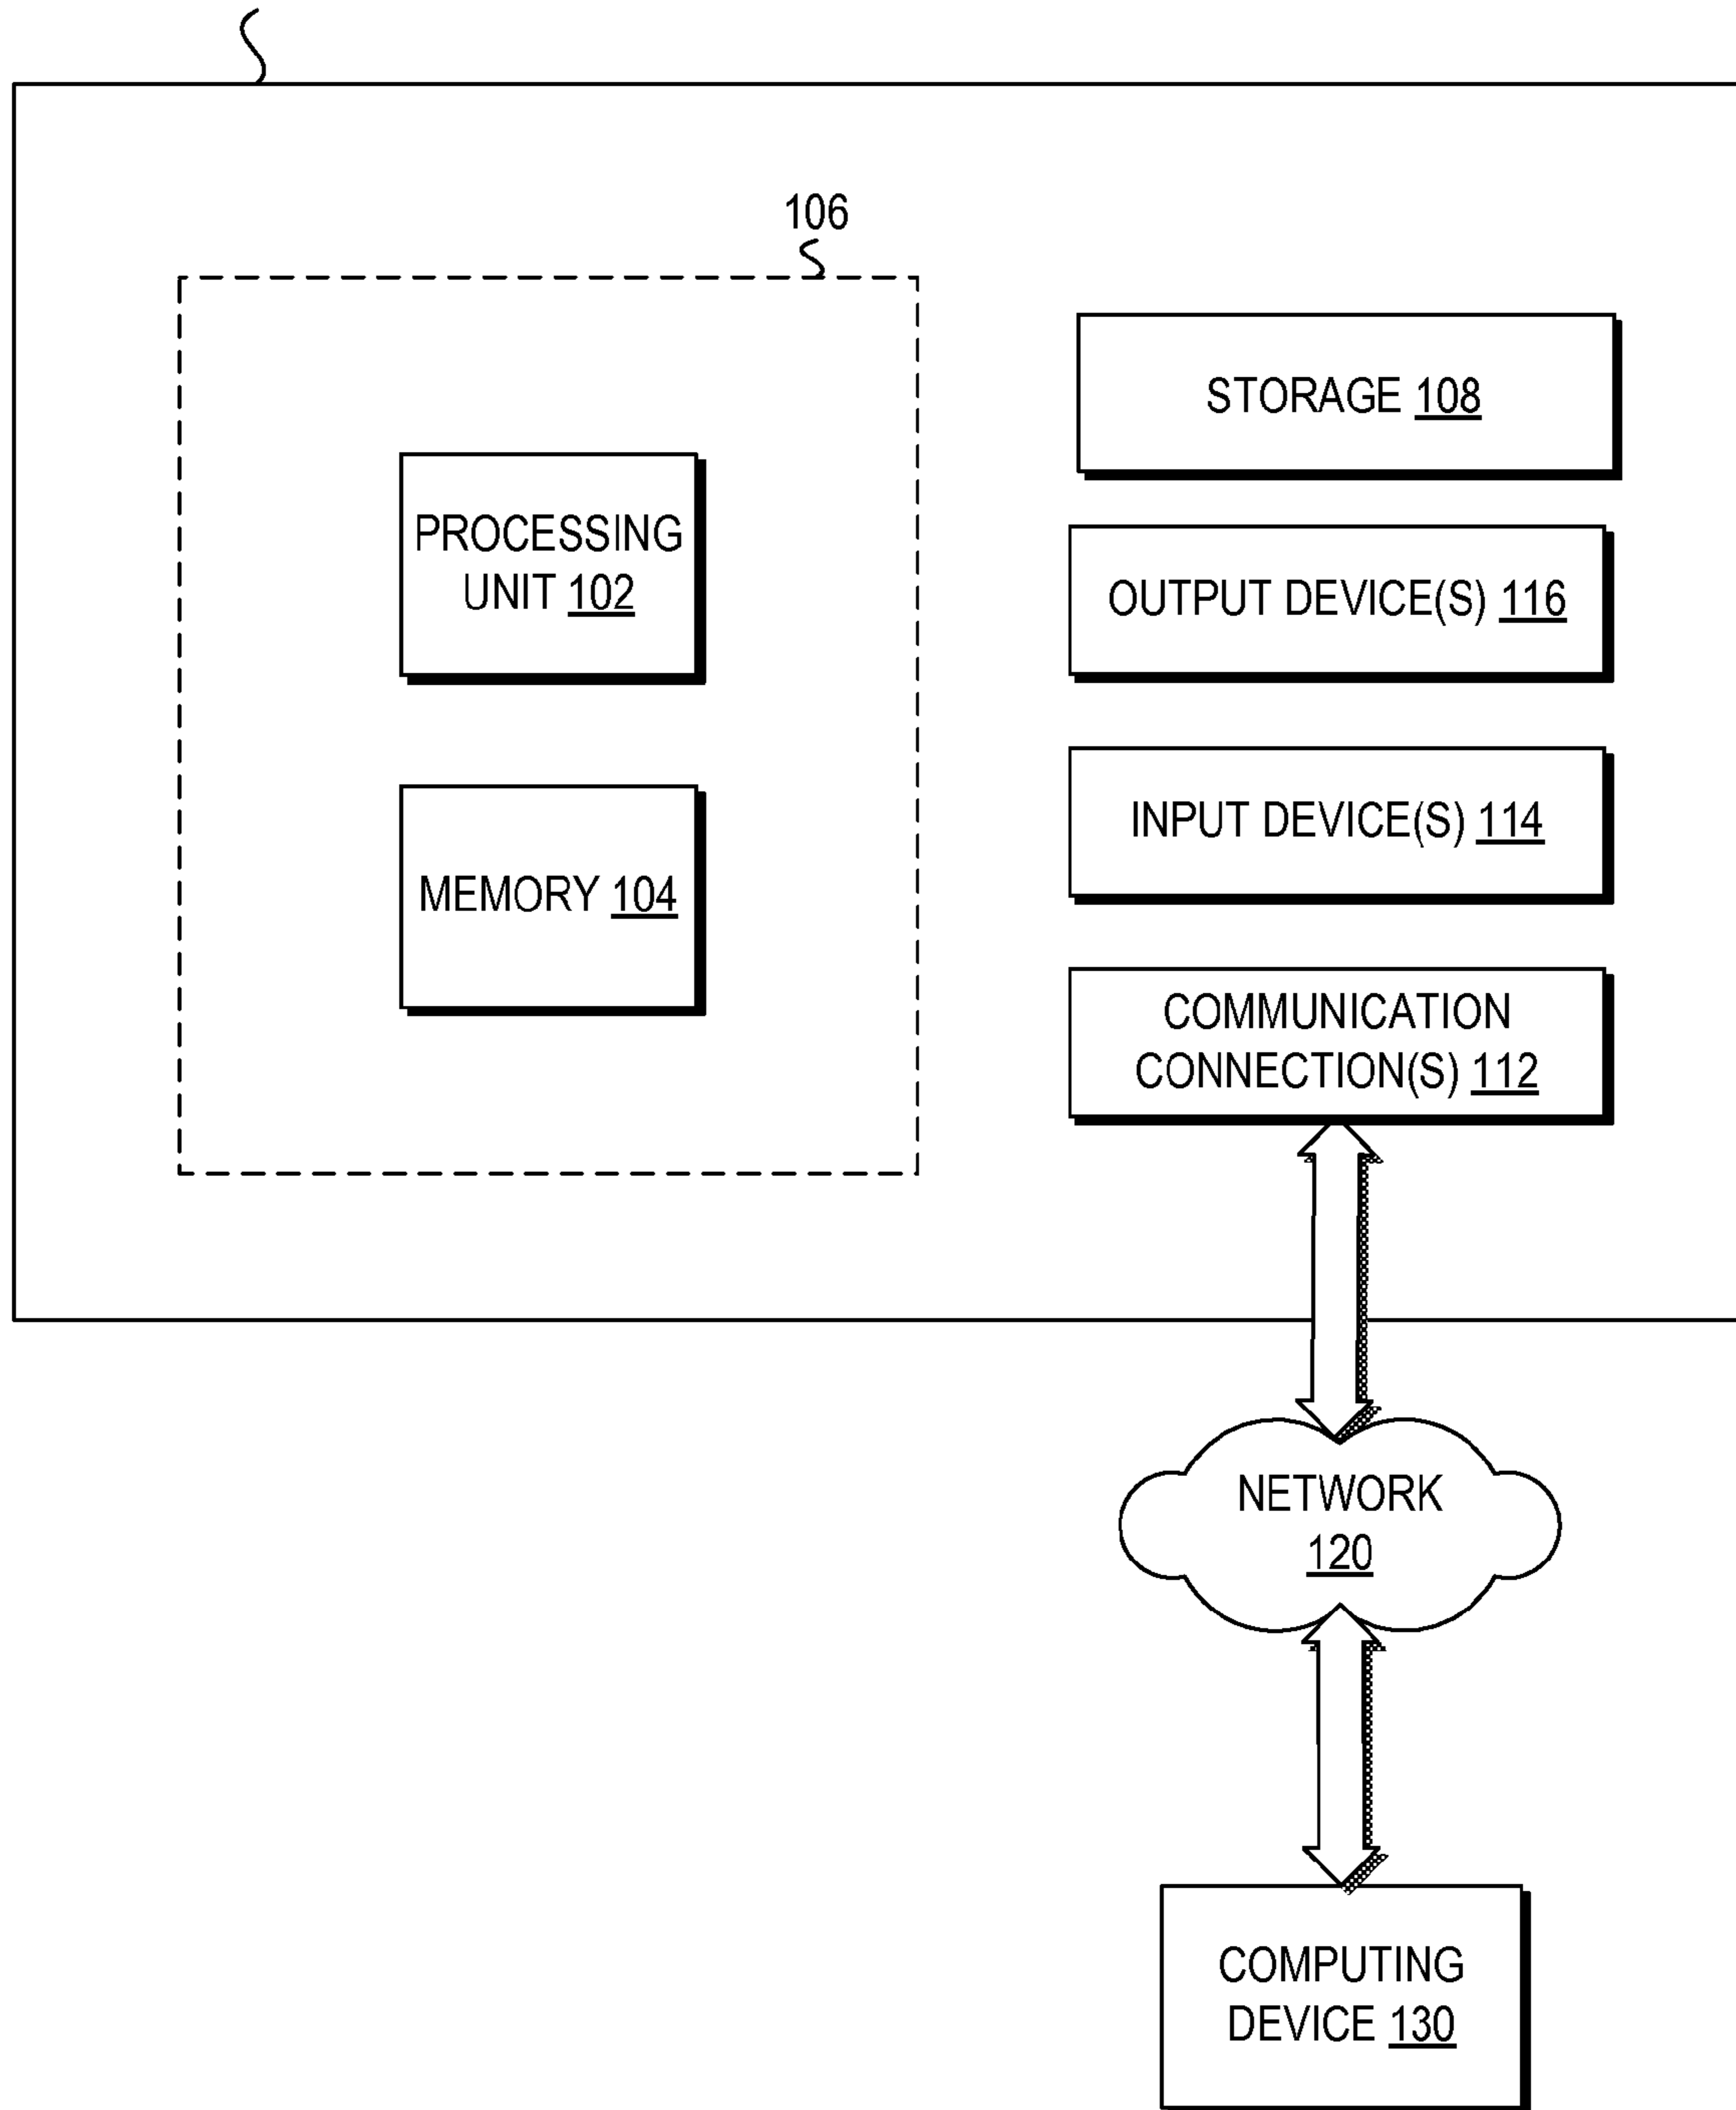 106
PROCESSING
UNIT 102
MEMORY 104
STORAGE 108
OUTPUT DEVICE(S) 116
INPUT DEVICE(S) 114
COMMUNICATION
CONNECTION(S) 112
NETWORK
120
COMPUTING
DEVICE 130